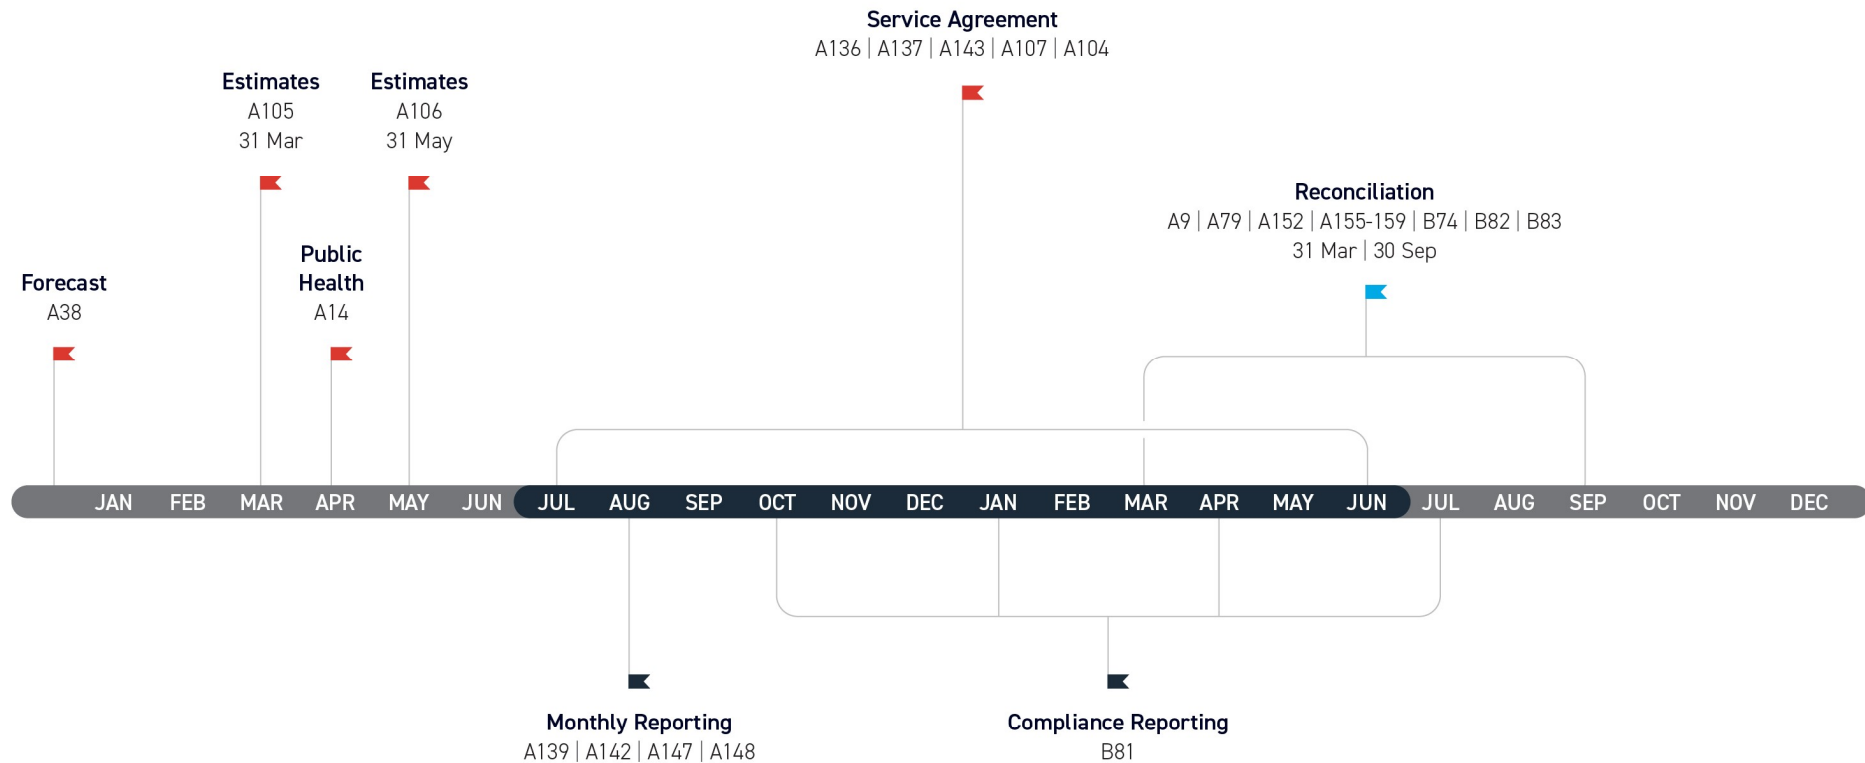 Service Agreement
A136 | A137 | A143 | A107 | A104
Estimates
A105
31 Mar
Estimates
A106
31 May
Reconciliation
A9 | A79 | A152 | A155-159 | B74 | B82 | B83
31 Mar | 30 Sep
Public
Health
A14
Forecast
A38
JAN FEB MAR APR MAY JUN JUL AUG SEP OCT NOV DEC JAN FEB MAR APR MAY JUN JUL AUG SEP OCT NOV DEC
Monthly Reporting
A139 | A142 | A147 | A148
Compliance Reporting
B81